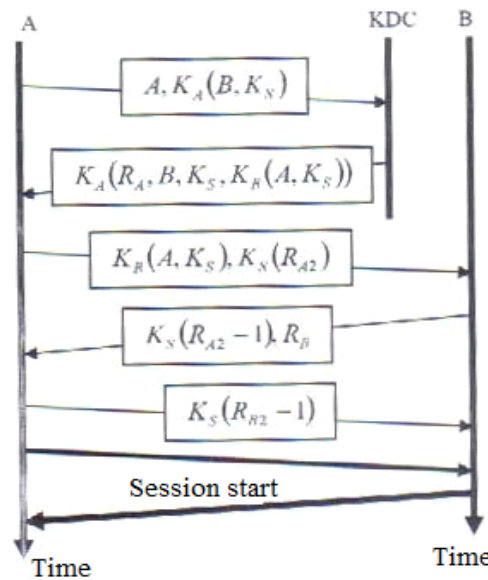 A
KDC
B
A, K_A(B, K_S)
K_A(R_A, B, K_S, K_B(A, K_S))
K_B(A, K_S), K_S(R_A2)
K_S(R_A2 − 1), R_B
K_S(R_B2 − 1)
Session start
Time
Time